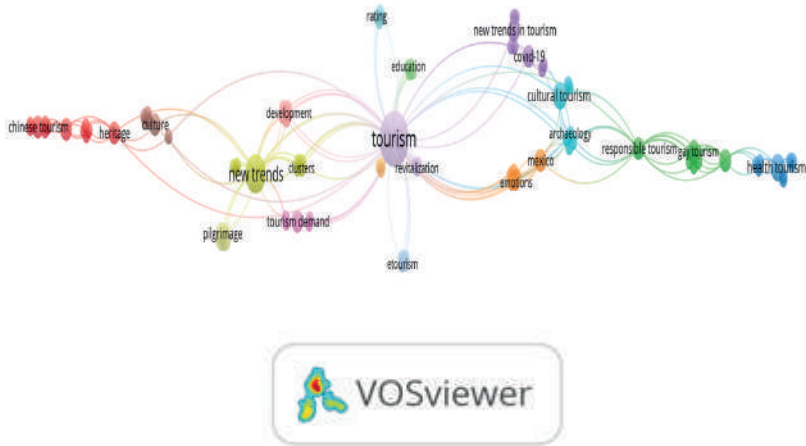 rating
new trends in tourism
covid-19
education
cultural tourism
development
chinese tourism
heritage
culture
tourism
archaeology
responsible tourism
gay tourism
mexico
health tourism
new trends
clusters
revitalization
emotions
tourism demand
pilgrimage
etourism
VOSviewer